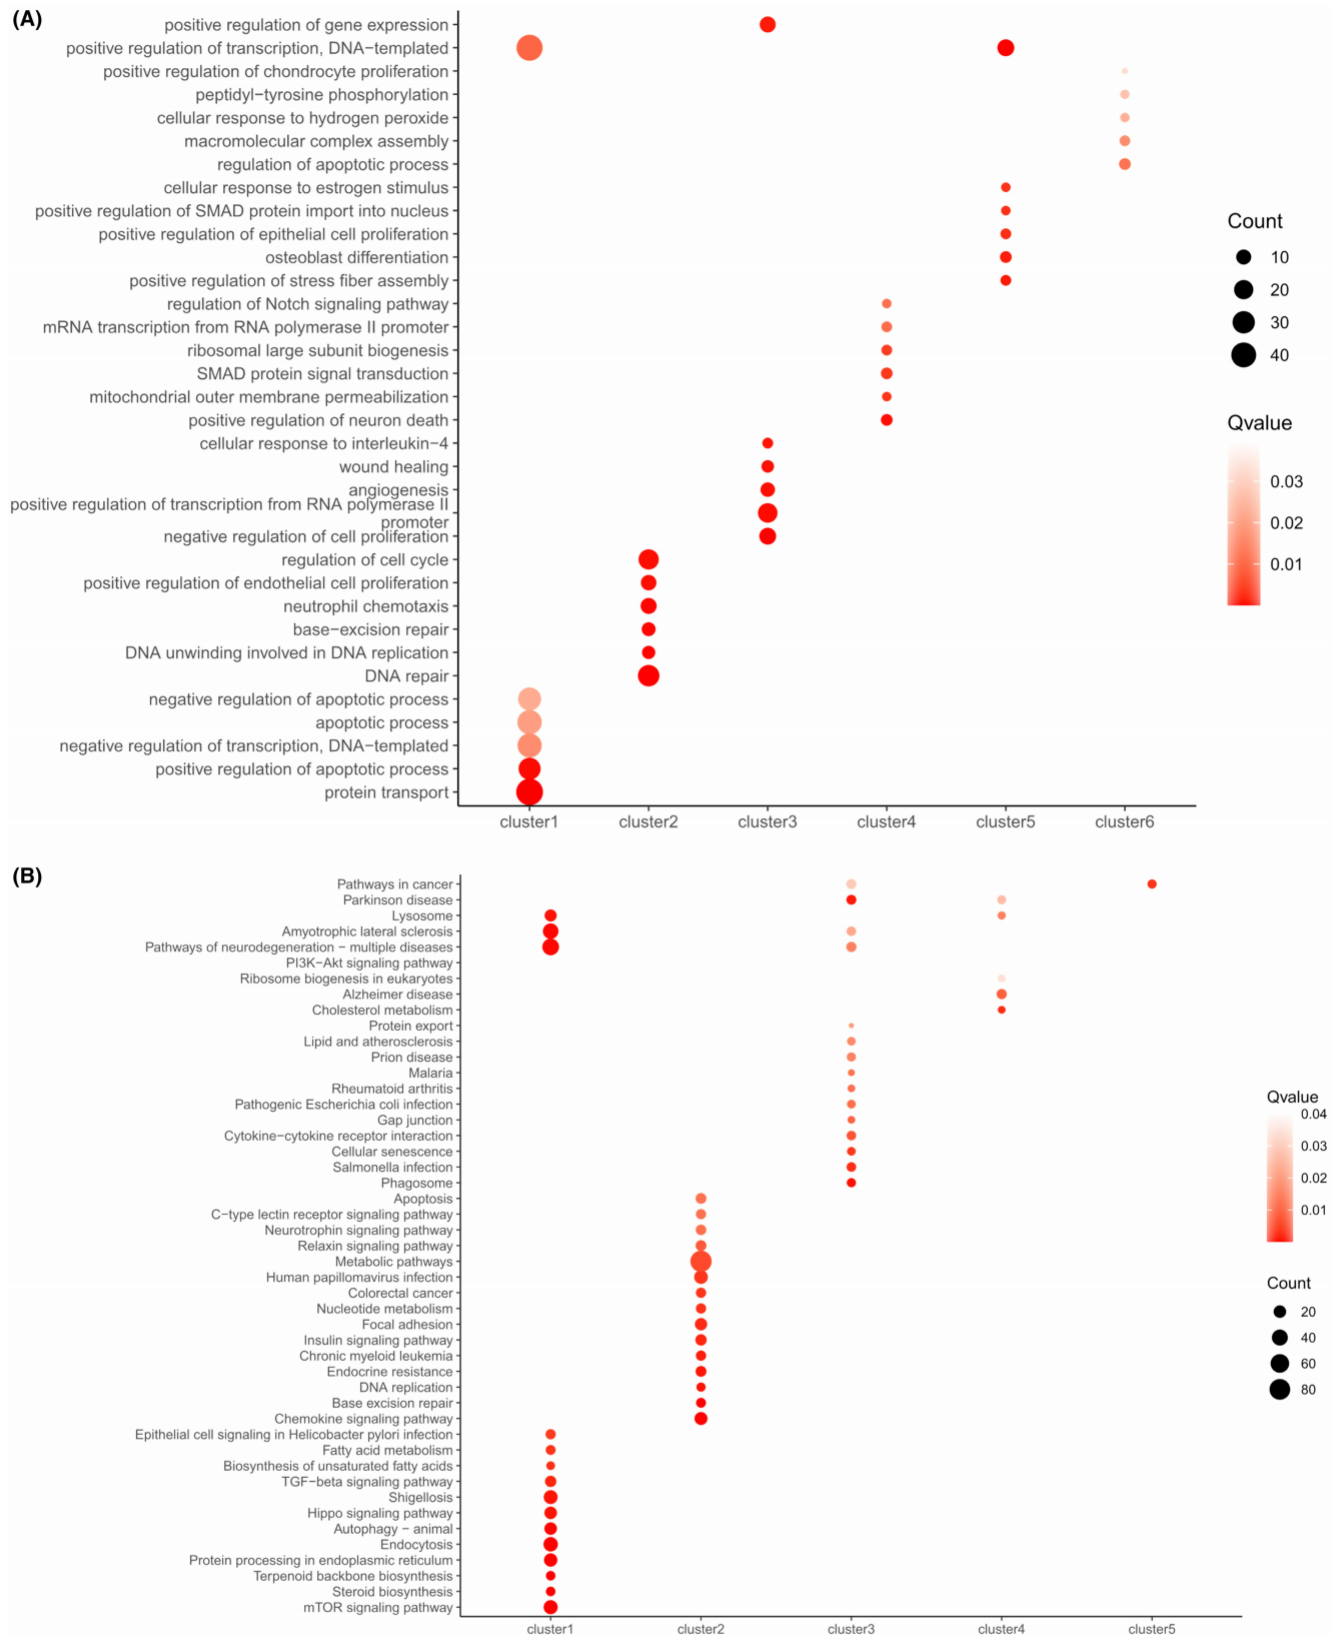 (A)
positive regulation of gene expression
positive regulation of transcription, DNA−templated
positive regulation of chondrocyte proliferation
peptidyl−tyrosine phosphorylation
cellular response to hydrogen peroxide
macromolecular complex assembly
regulation of apoptotic process
cellular response to estrogen stimulus
positive regulation of SMAD protein import into nucleus
positive regulation of epithelial cell proliferation
osteoblast differentiation
positive regulation of stress fiber assembly
regulation of Notch signaling pathway
mRNA transcription from RNA polymerase II promoter
ribosomal large subunit biogenesis
SMAD protein signal transduction
mitochondrial outer membrane permeabilization
positive regulation of neuron death
cellular response to interleukin−4
wound healing
angiogenesis
positive regulation of transcription from RNA polymerase II
promoter
negative regulation of cell proliferation
regulation of cell cycle
positive regulation of endothelial cell proliferation
neutrophil chemotaxis
base−excision repair
DNA unwinding involved in DNA replication
DNA repair
negative regulation of apoptotic process
apoptotic process
negative regulation of transcription, DNA−templated
positive regulation of apoptotic process
protein transport
cluster1 cluster2 cluster3 cluster4 cluster5 cluster6
Count
10
20
30
40
Qvalue
0.03
0.02
0.01
(B)
Pathways in cancer
Parkinson disease
Lysosome
Amyotrophic lateral sclerosis
Pathways of neurodegeneration − multiple diseases
PI3K−Akt signaling pathway
Ribosome biogenesis in eukaryotes
Alzheimer disease
Cholesterol metabolism
Protein export
Lipid and atherosclerosis
Prion disease
Malaria
Rheumatoid arthritis
Pathogenic Escherichia coli infection
Gap junction
Cytokine−cytokine receptor interaction
Cellular senescence
Salmonella infection
Phagosome
Apoptosis
C−type lectin receptor signaling pathway
Neurotrophin signaling pathway
Relaxin signaling pathway
Metabolic pathways
Human papillomavirus infection
Colorectal cancer
Nucleotide metabolism
Focal adhesion
Insulin signaling pathway
Chronic myeloid leukemia
Endocrine resistance
DNA replication
Base excision repair
Chemokine signaling pathway
Epithelial cell signaling in Helicobacter pylori infection
Fatty acid metabolism
Biosynthesis of unsaturated fatty acids
TGF−beta signaling pathway
Shigellosis
Hippo signaling pathway
Autophagy − animal
Endocytosis
Protein processing in endoplasmic reticulum
Terpenoid backbone biosynthesis
Steroid biosynthesis
mTOR signaling pathway
cluster1 cluster2 cluster3 cluster4 cluster5
Qvalue
0.04
0.03
0.02
0.01
Count
20
40
60
80